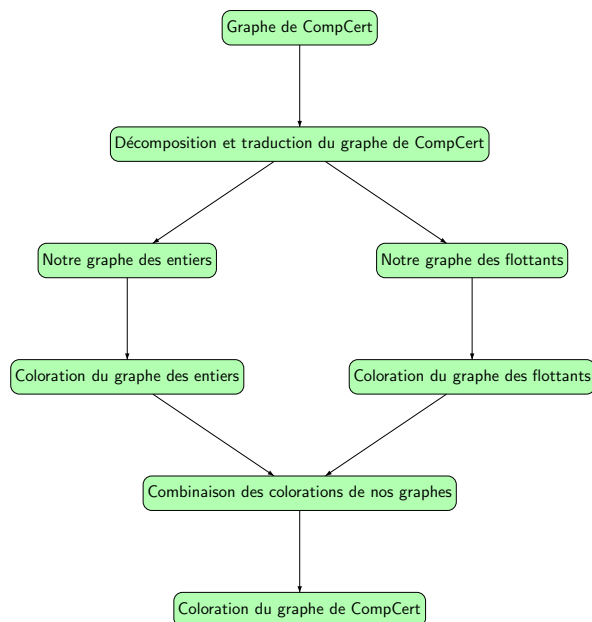 Graphe de CompCert
Décomposition et traduction du graphe de CompCert
Notre graphe des entiers
Notre graphe des flottants
Coloration du graphe des entiers
Coloration du graphe des flottants
Combinaison des colorations de nos graphes
Coloration du graphe de CompCert